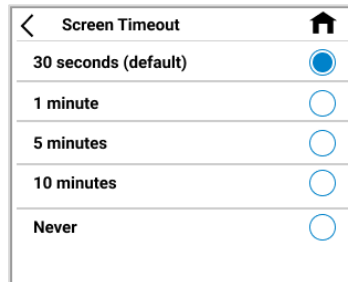 Screen Timeout
30 seconds (default)
1 minute
5 minutes
10 minutes
Never